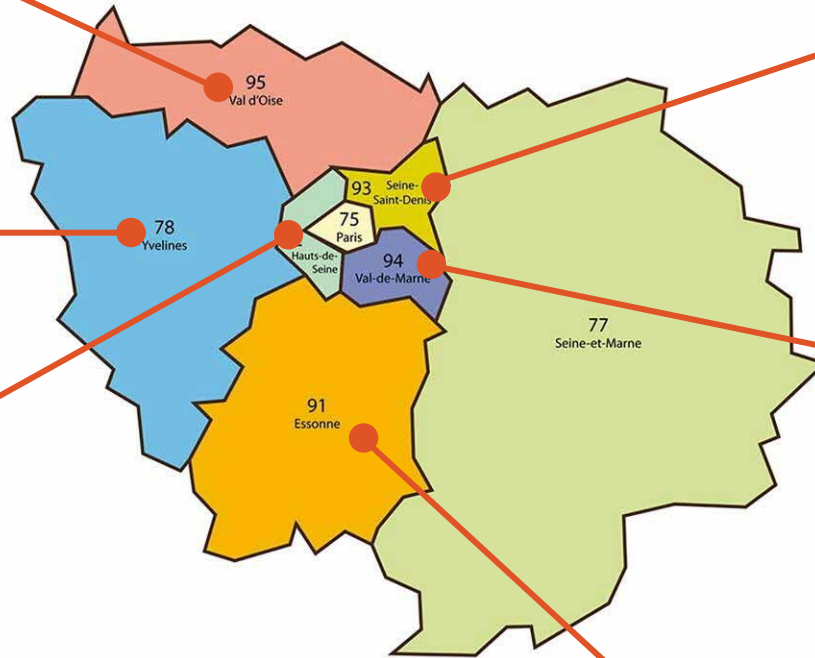 95
Val d'Oise
93
Seine-
Saint-Denis
78
Yvelines
75
Paris
Hauts-de-
Seine
94
Val-de-Marne
77
Seine-et-Marne
91
Essonne